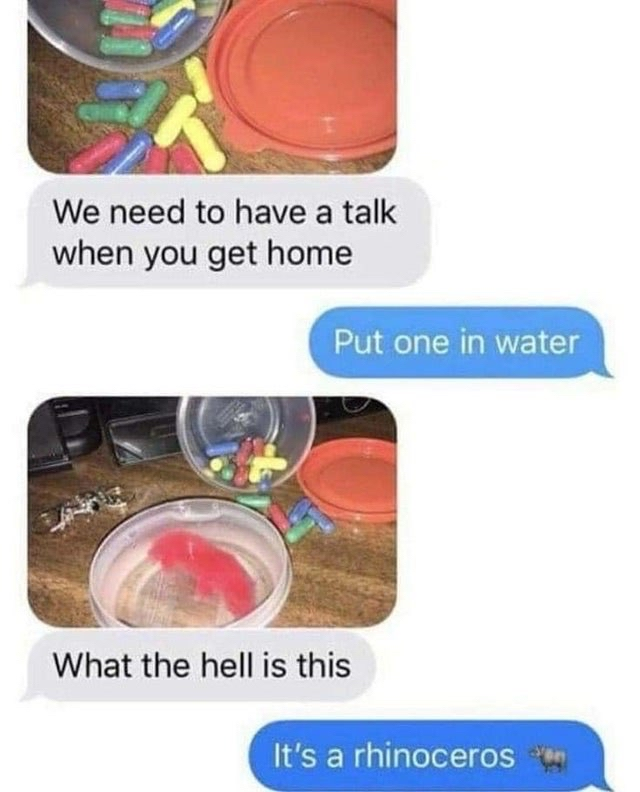 We need to have a talk
when you get home
Put one in water
What the hell is this
It's a rhinoceros 🦏